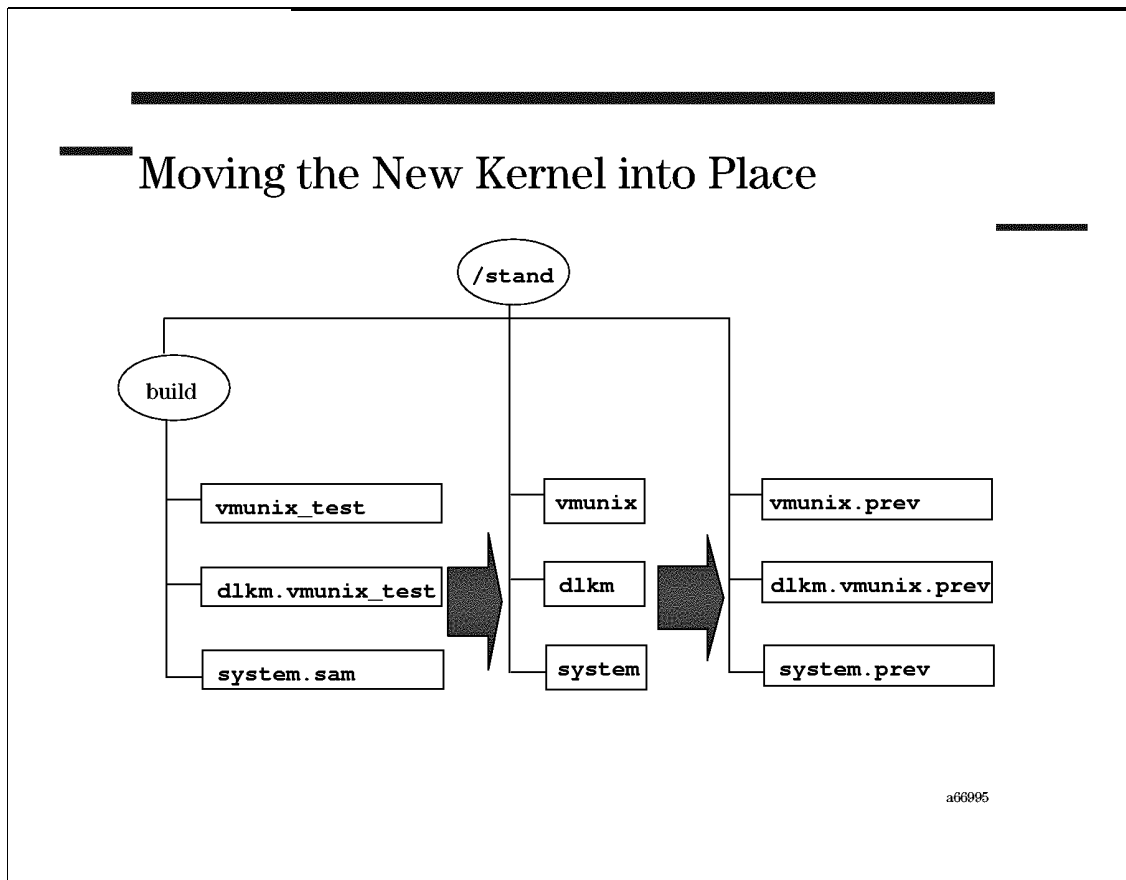 Moving the New Kernel into Place
/stand
build
vmunix_test
vmunix
vmunix.prev
dlkm.vmunix_test
dlkm
dlkm.vmunix.prev
system.sam
system
system.prev
a66995